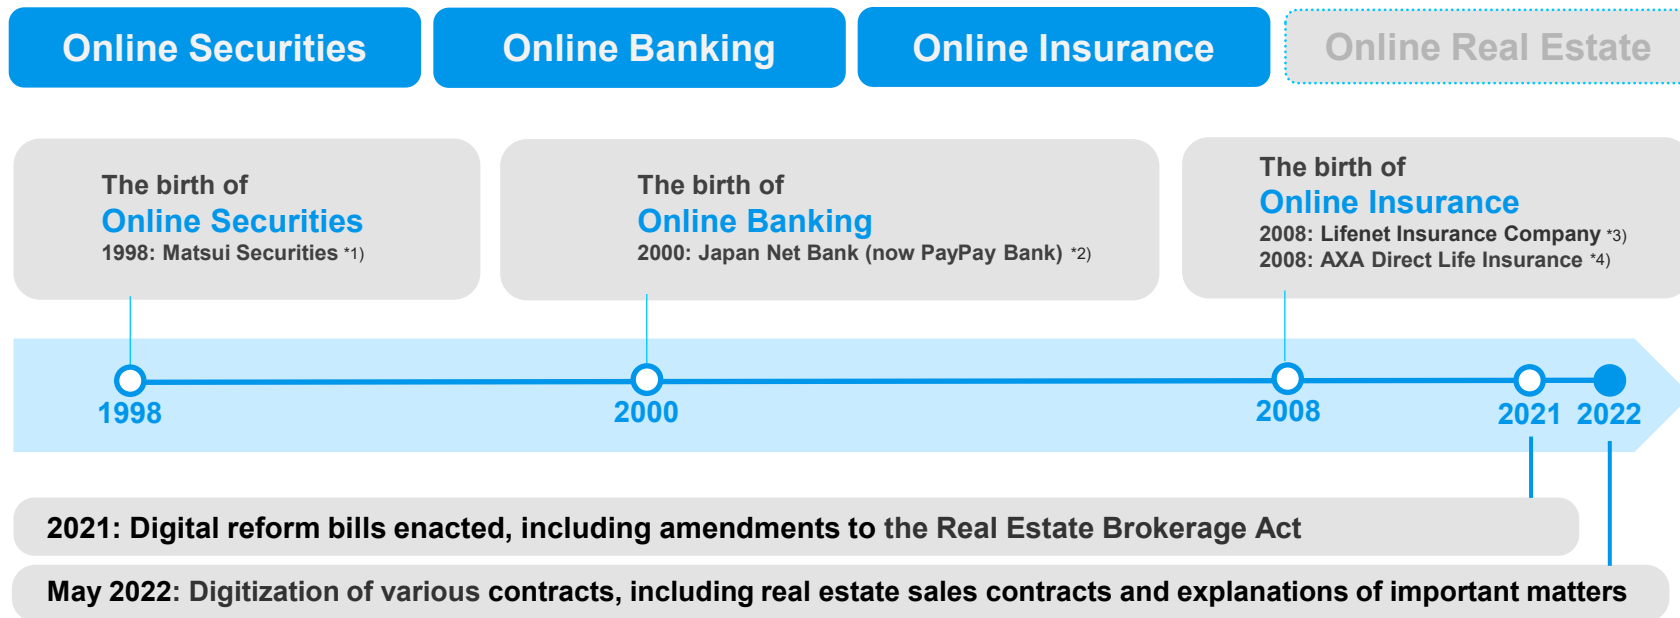 Online Securities
Online Banking
Online Insurance
Online Real Estate
The birth of
Online Securities
1998: Matsui Securities *1)
The birth of
Online Banking
2000: Japan Net Bank (now PayPay Bank) *2)
The birth of
Online Insurance
2008: Lifenet Insurance Company *3)
2008: AXA Direct Life Insurance *4)
1998
2000
2008
2021
2022
2021: Digital reform bills enacted, including amendments to the Real Estate Brokerage Act
May 2022: Digitization of various contracts, including real estate sales contracts and explanations of important matters